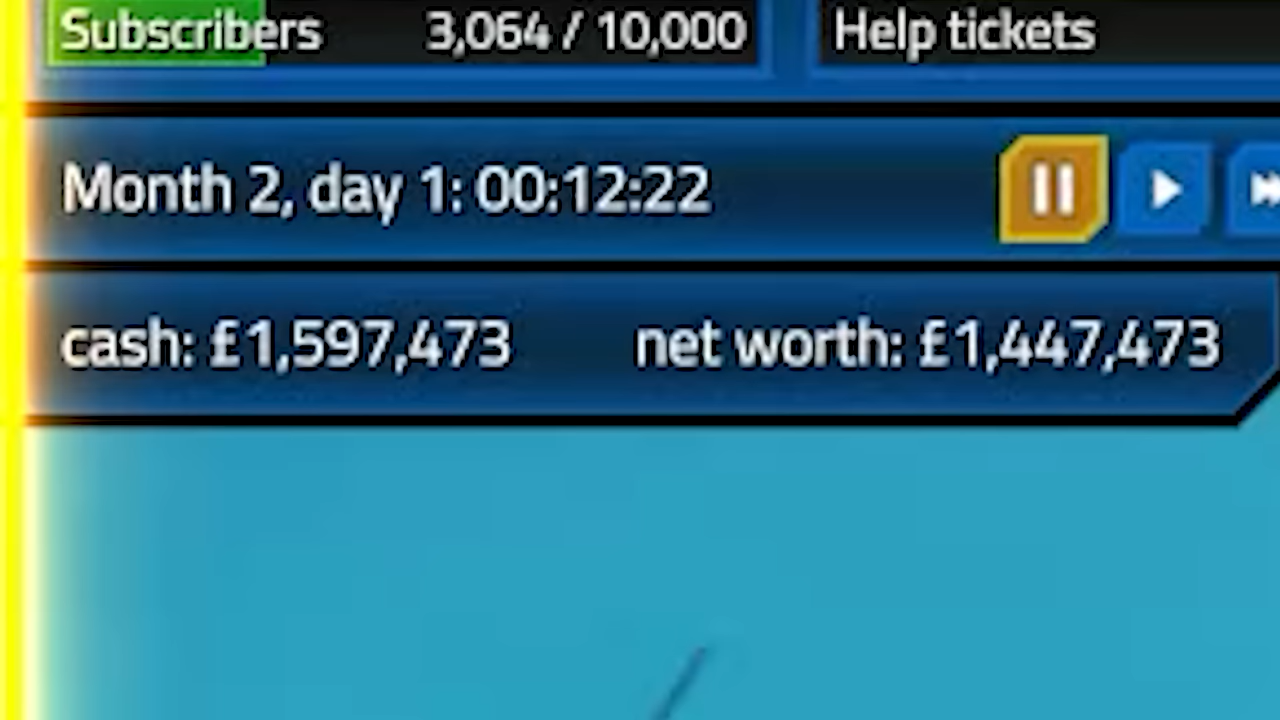 Subscribers 3,064 / 10,000 Help tickets
Month 2, day 1: 00:12:22
cash: £1,597,473 net worth: £1,447,473